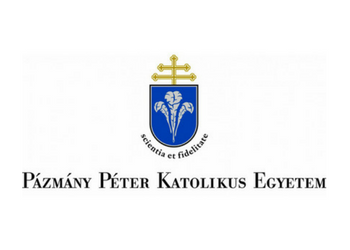 scientia et fidelitate
PÁZMÁNY PÉTER KATOLIKUS EGYETEM